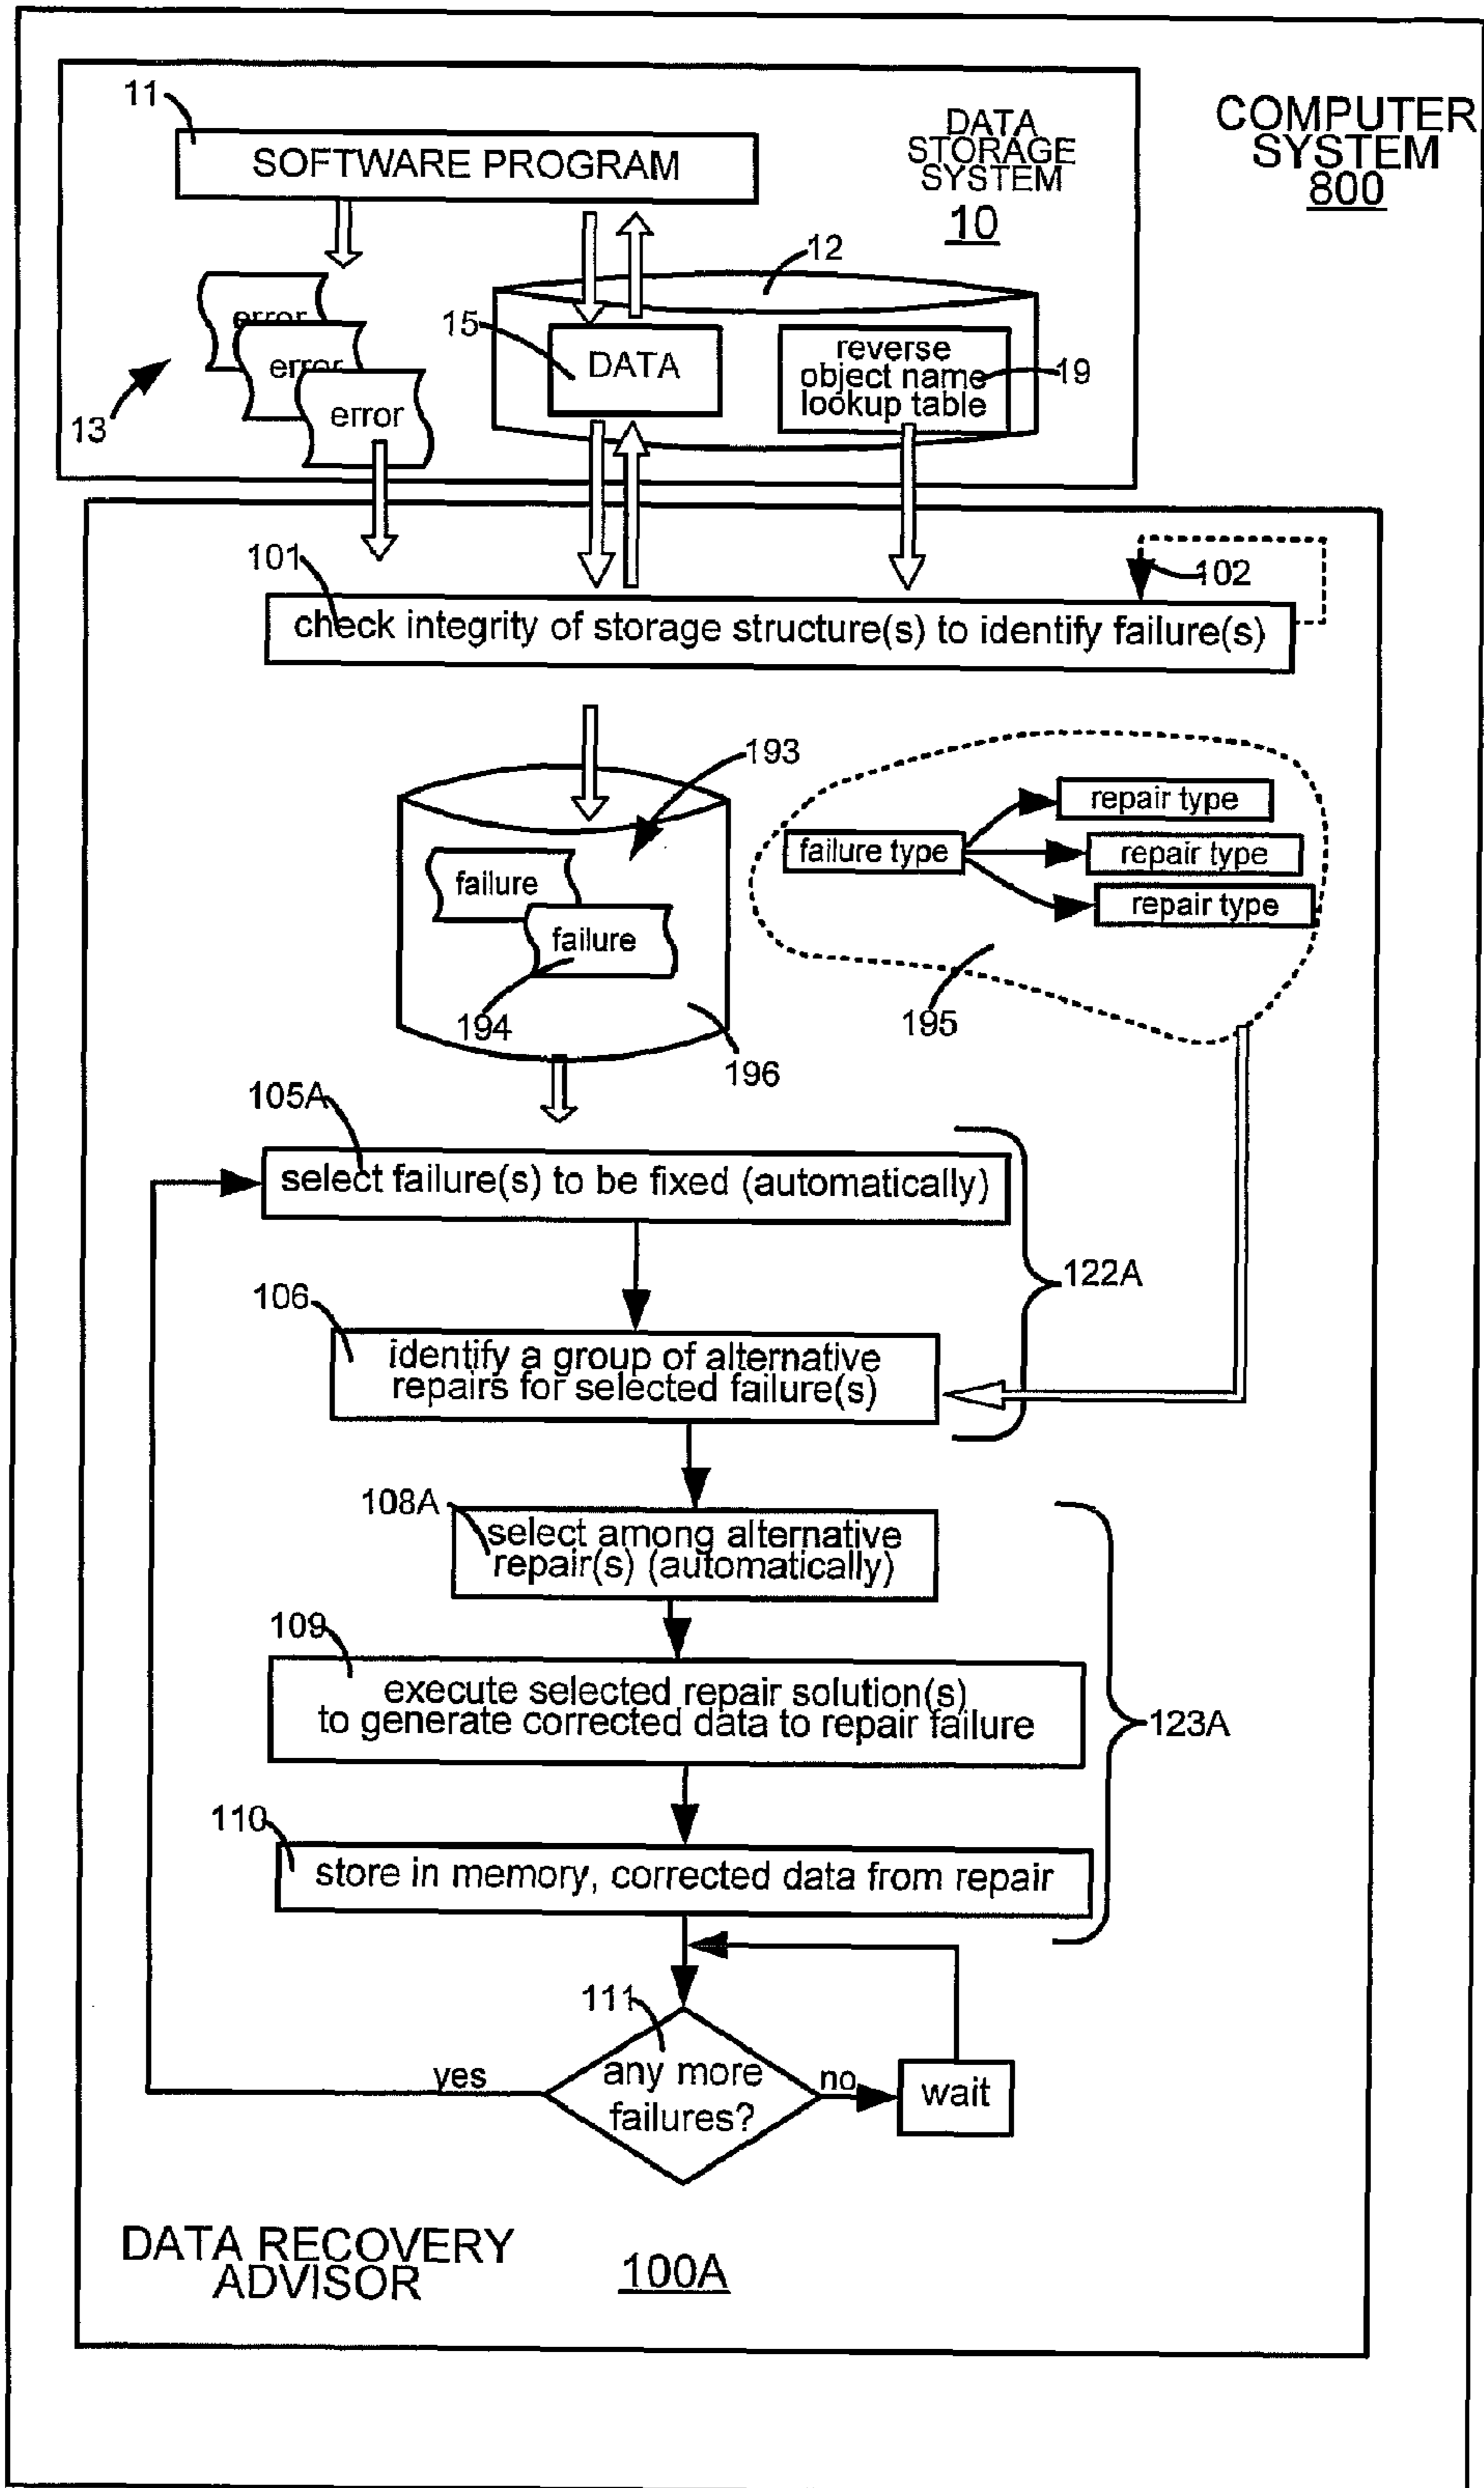 COMPUTER
SYSTEM
800
11
DATA
STORAGE
SYSTEM
10
SOFTWARE PROGRAM
12
error
error
error
13
15
DATA
reverse
object name
lookup table
19
101
102
check integrity of storage structure(s) to identify failure(s)
193
failure
failure
194
196
failure type
repair type
repair type
repair type
195
105A
select failure(s) to be fixed (automatically)
122A
106
identify a group of alternative
repairs for selected failure(s)
108A
select among alternative
repair(s) (automatically)
109
execute selected repair solution(s)
to generate corrected data to repair failure
123A
110
store in memory, corrected data from repair
111
any more
failures?
yes
no
wait
DATA RECOVERY
ADVISOR
100A